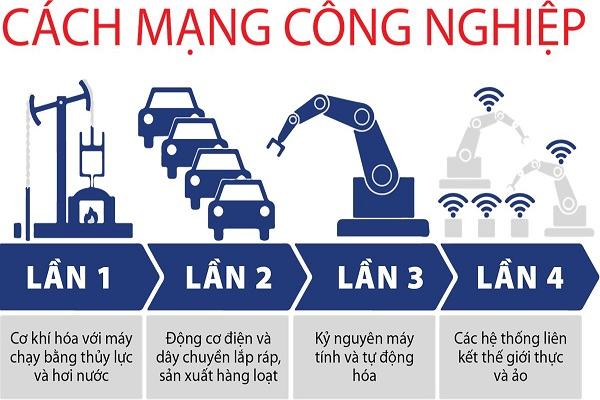 CÁCH MẠNG CÔNG NGHIỆP
LẦN 1
LẦN 2
LẦN 3
LẦN 4
Cơ khí hóa với máy
chạy bằng thủy lực
và hơi nước
Động cơ điện và
dây chuyền lắp ráp,
sản xuất hàng loạt
Kỷ nguyên máy
tính và tự động
hóa
Các hệ thống liên
kết thế giới thực
và ảo